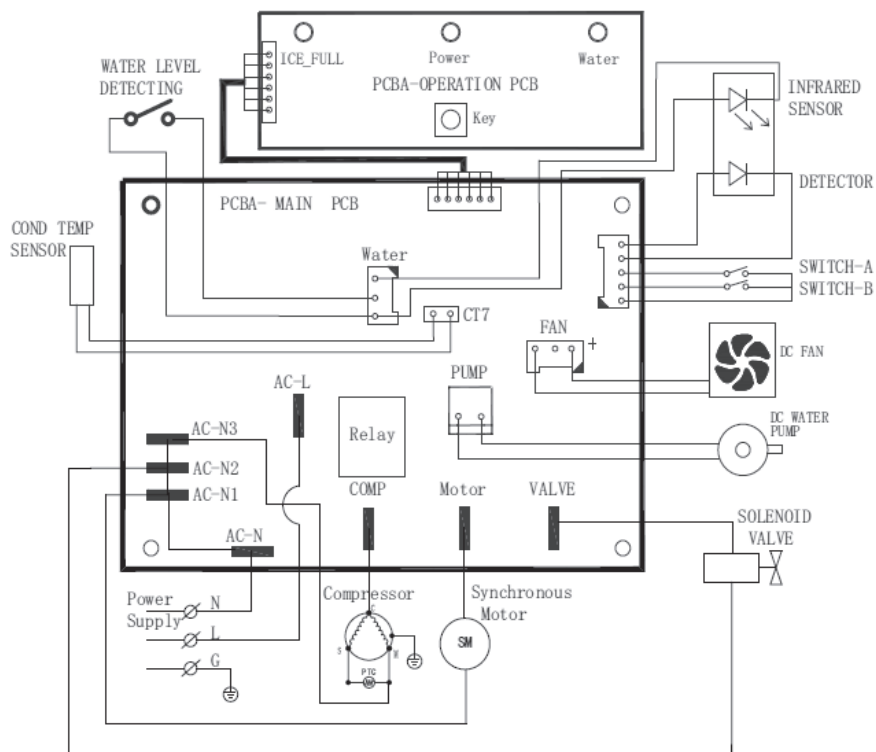 ICE_FULL
Power
Water
PCBA-OPERATION PCB
Key
WATER LEVEL
DETECTING
INFRARED
SENSOR
DETECTOR
PCBA- MAIN PCB
COND TEMP
SENSOR
Water
CT7
SWITCH-A
SWITCH-B
FAN
+
DC FAN
AC-L
PUMP
DC WATER
PUMP
AC-N3
Relay
AC-N2
AC-N1
COMP
Motor
VALVE
AC-N
SOLENOID
VALVE
Power
Supply
N
L
G
Compressor
C
S
M
PTC
Synchronous
Motor
SM